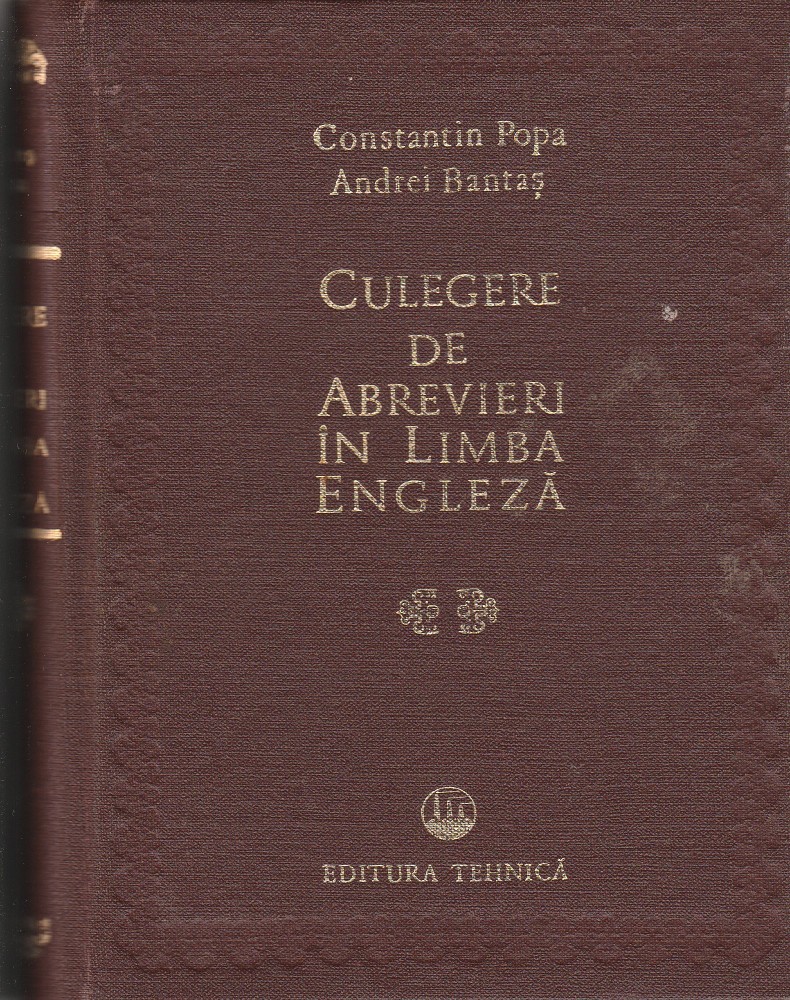 Constantin Popa
Andrei Bantaș
CULEGERE
DE
ABREVIERI
ÎN LIMBA
ENGLEZĂ
EDITURA TEHNICĂ